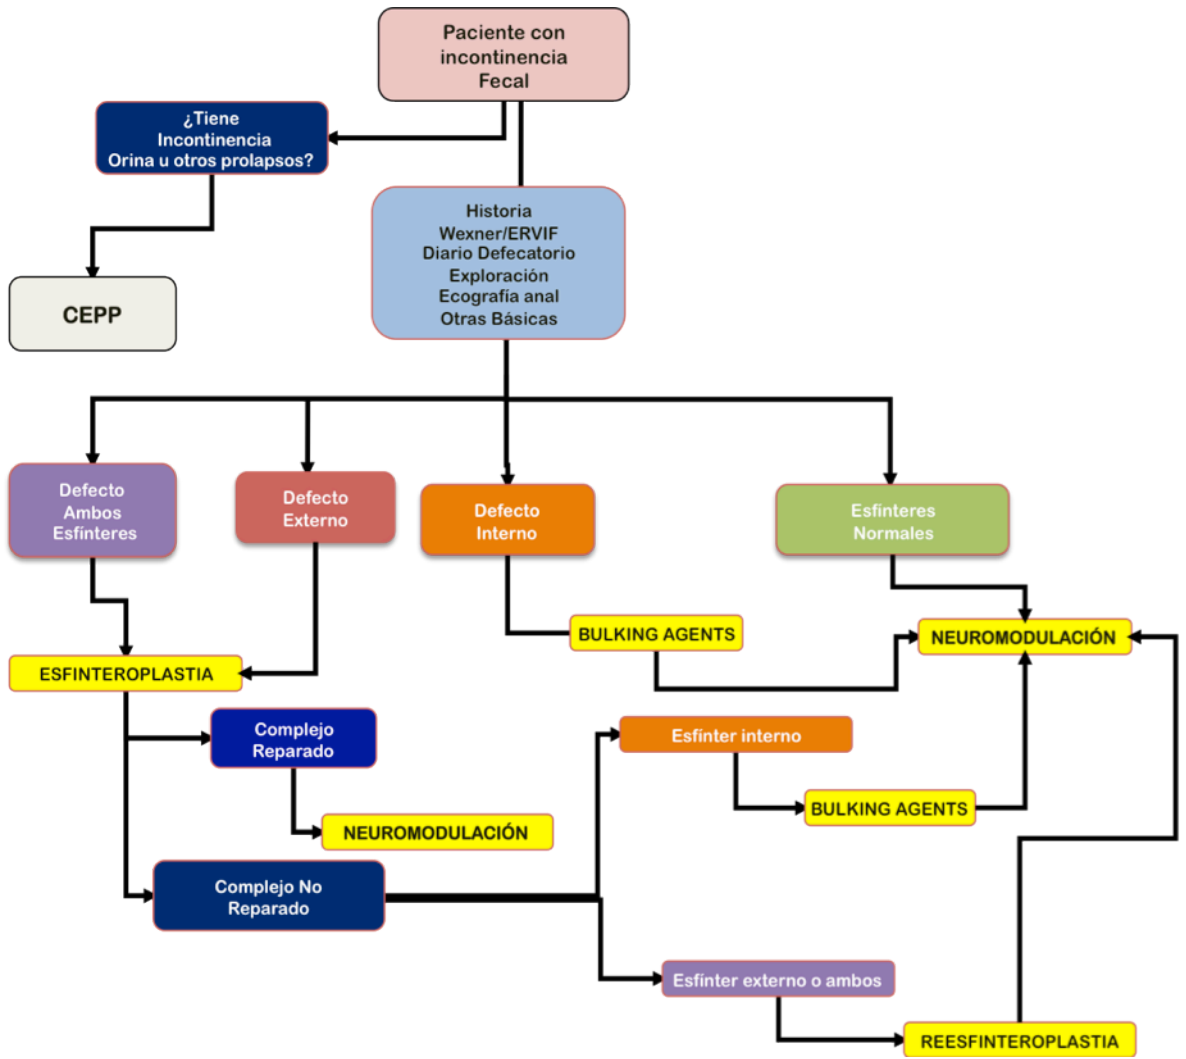 Paciente con
incontinencia
Fecal
¿Tiene
Incontinencia
Orina u otros prolapsos?
Historia
Wexner/ERVIF
Diario Defecatorio
Exploración
Ecografía anal
Otras Básicas
CEPP
Defecto
Ambos
Esfínteres
Defecto
Externo
Defecto
Interno
Esfínteres
Normales
BULKING AGENTS
NEUROMODULACIÓN
ESFINTEROPLASTIA
Complejo
Reparado
Esfínter interno
BULKING AGENTS
NEUROMODULACIÓN
Complejo No
Reparado
Esfínter externo o ambos
REESFINTEROPLASTIA